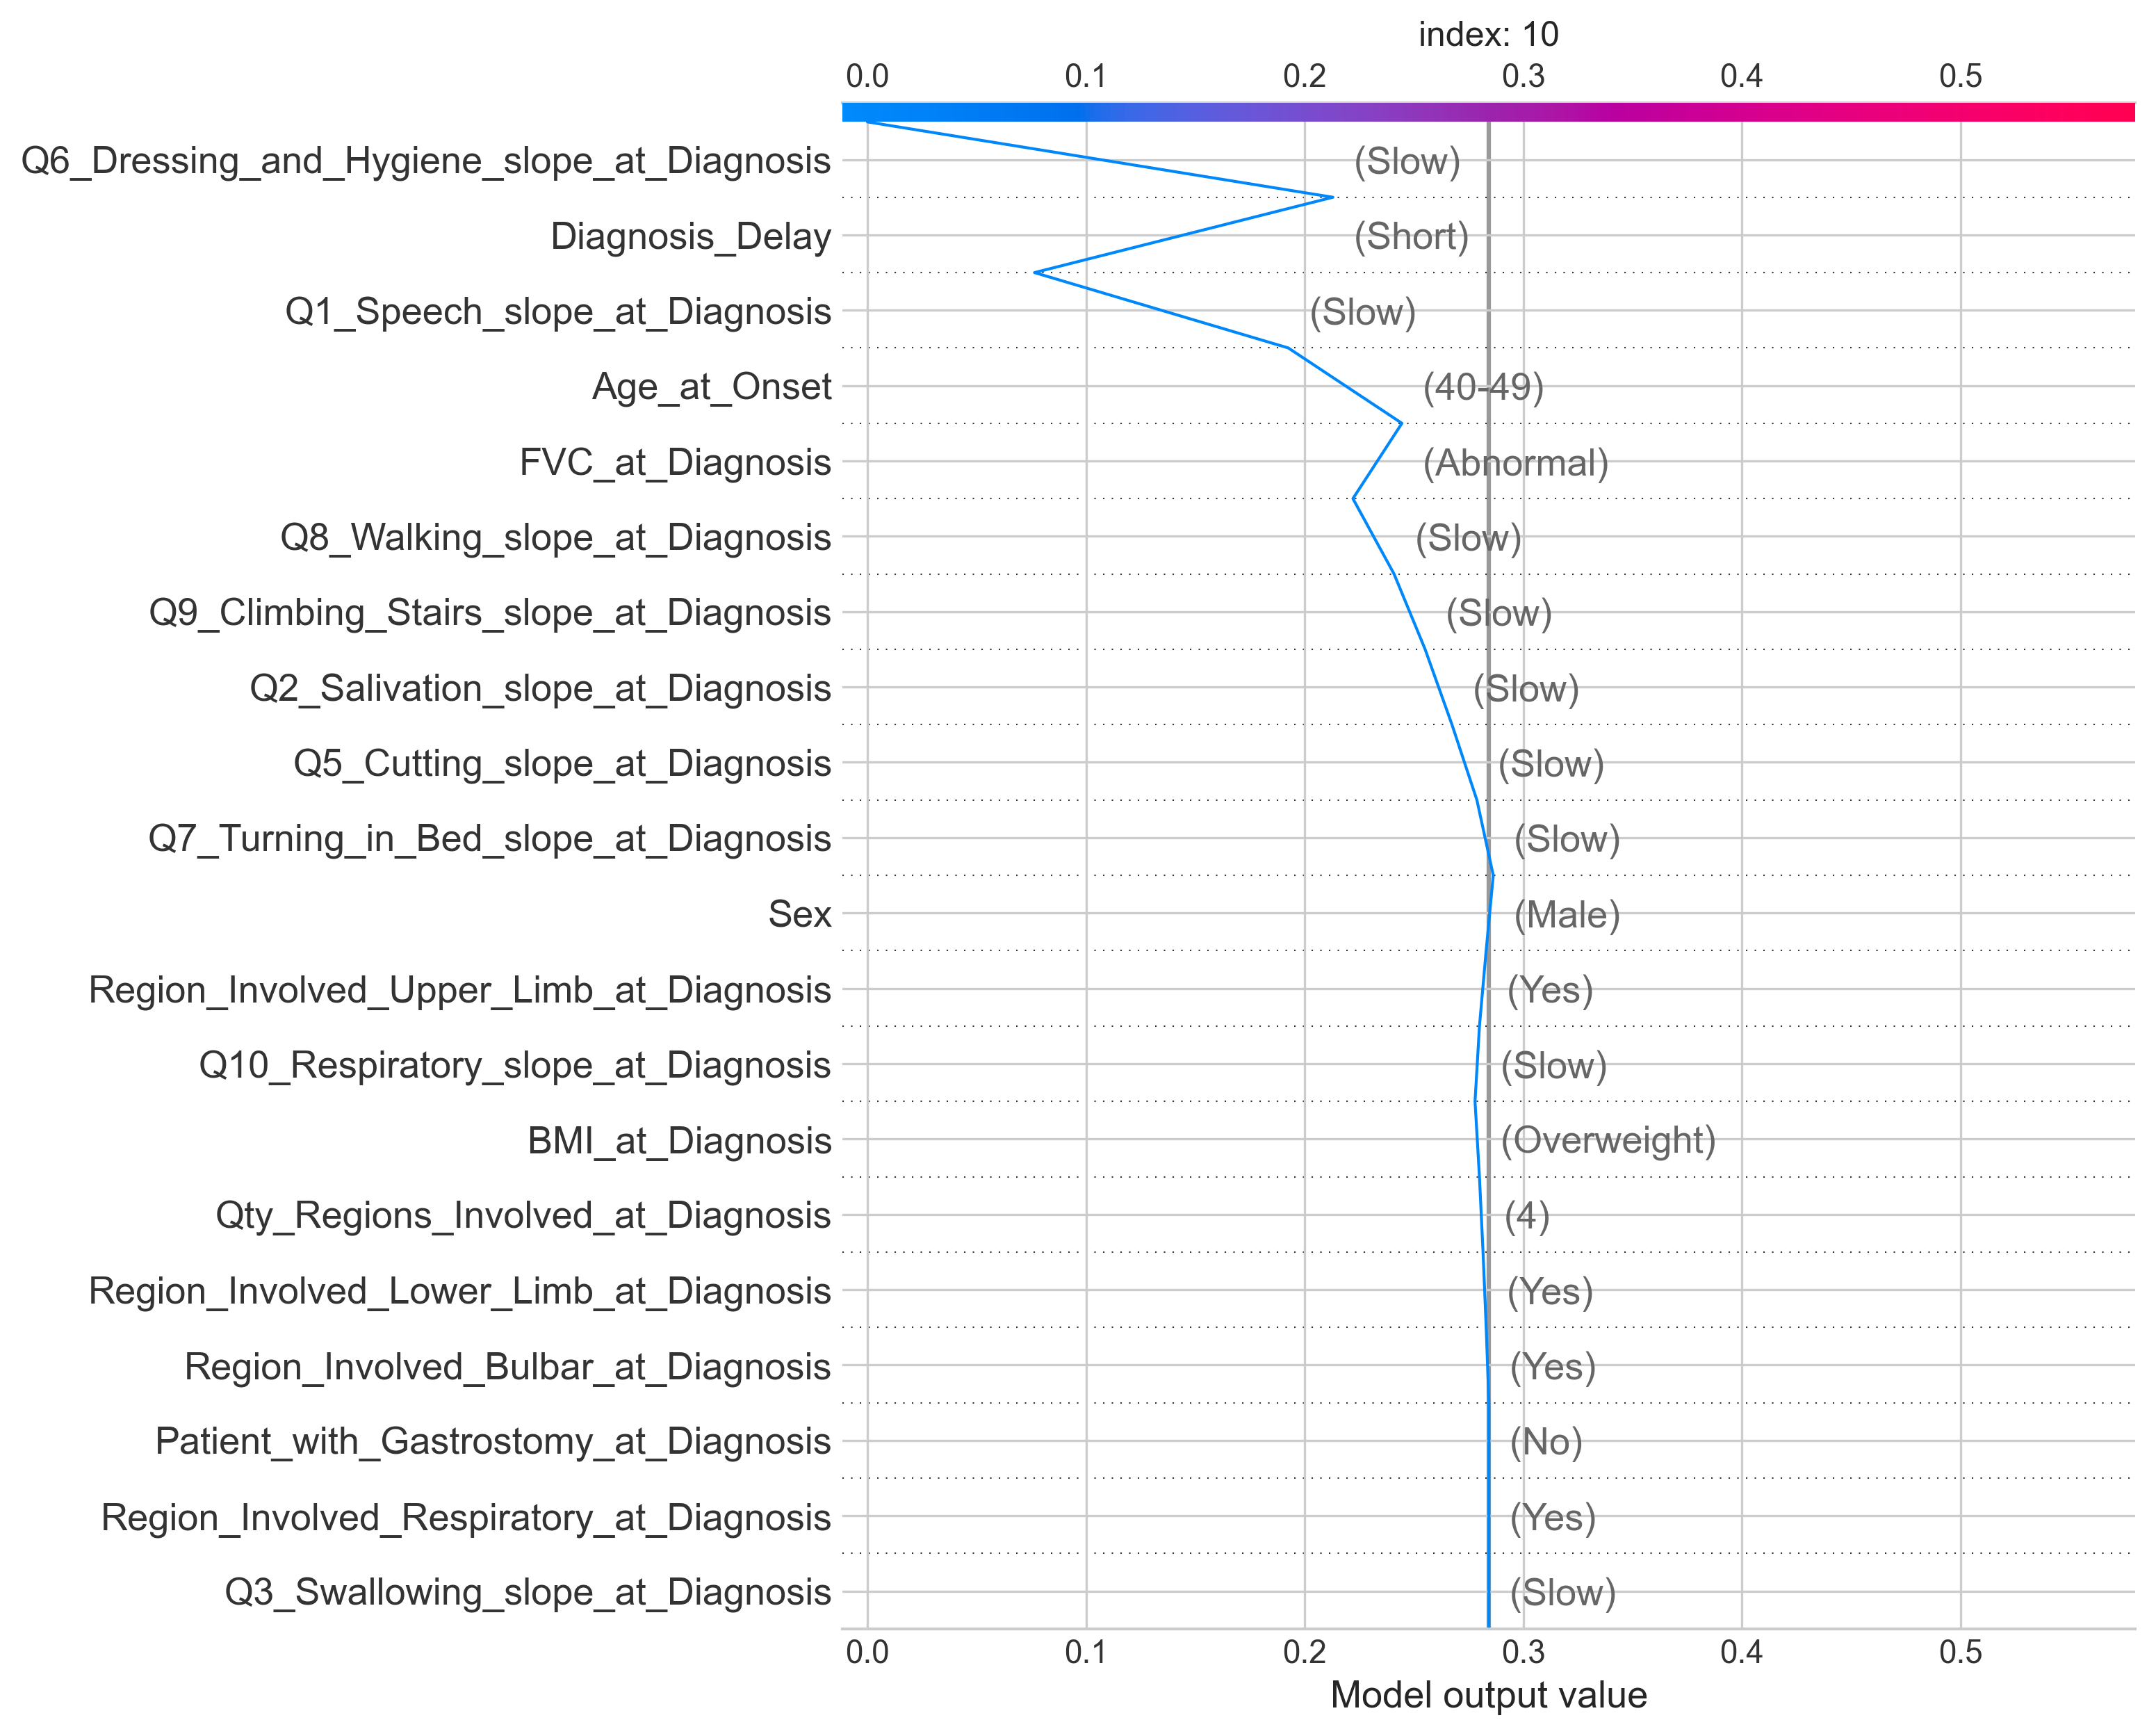 index: 10
0.0 0.1 0.2 0.3 0.4 0.5
Q6_Dressing_and_Hygiene_slope_at_Diagnosis (Slow)
Diagnosis_Delay (Short)
Q1_Speech_slope_at_Diagnosis (Slow)
Age_at_Onset (40-49)
FVC_at_Diagnosis (Abnormal)
Q8_Walking_slope_at_Diagnosis (Slow)
Q9_Climbing_Stairs_slope_at_Diagnosis (Slow)
Q2_Salivation_slope_at_Diagnosis (Slow)
Q5_Cutting_slope_at_Diagnosis (Slow)
Q7_Turning_in_Bed_slope_at_Diagnosis (Slow)
Sex (Male)
Region_Involved_Upper_Limb_at_Diagnosis (Yes)
Q10_Respiratory_slope_at_Diagnosis (Slow)
BMI_at_Diagnosis (Overweight)
Qty_Regions_Involved_at_Diagnosis (4)
Region_Involved_Lower_Limb_at_Diagnosis (Yes)
Region_Involved_Bulbar_at_Diagnosis (Yes)
Patient_with_Gastrostomy_at_Diagnosis (No)
Region_Involved_Respiratory_at_Diagnosis (Yes)
Q3_Swallowing_slope_at_Diagnosis (Slow)
0.0 0.1 0.2 0.3 0.4 0.5
Model output value